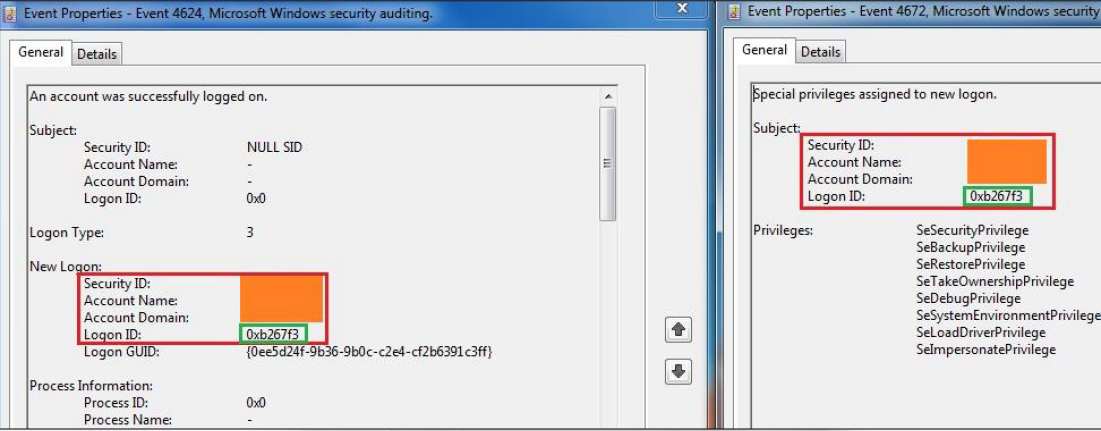 Event Properties - Event 4624, Microsoft Windows security auditing.
x
General Details
An account was successfully logged on.
Subject:
Security ID: NULL SID
Account Name: -
Account Domain: -
Logon ID: 0x0
Logon Type: 3
New Logon:
Security ID:
Account Name:
Account Domain:
Logon ID: 0xb267f3
Logon GUID: {0ee5d24f-9b36-9b0c-c2e4-cf2b6391c3ff}
Process Information:
Process ID: 0x0
Process Name: -
Event Properties - Event 4672, Microsoft Windows security
General Details
Special privileges assigned to new logon.
Subject:
Security ID:
Account Name:
Account Domain:
Logon ID: 0xb267f3
Privileges: SeSecurityPrivilege
SeBackupPrivilege
SeRestorePrivilege
SeTakeOwnershipPrivilege
SeDebugPrivilege
SeSystemEnvironmentPrivilege
SeLoadDriverPrivilege
SeImpersonatePrivilege